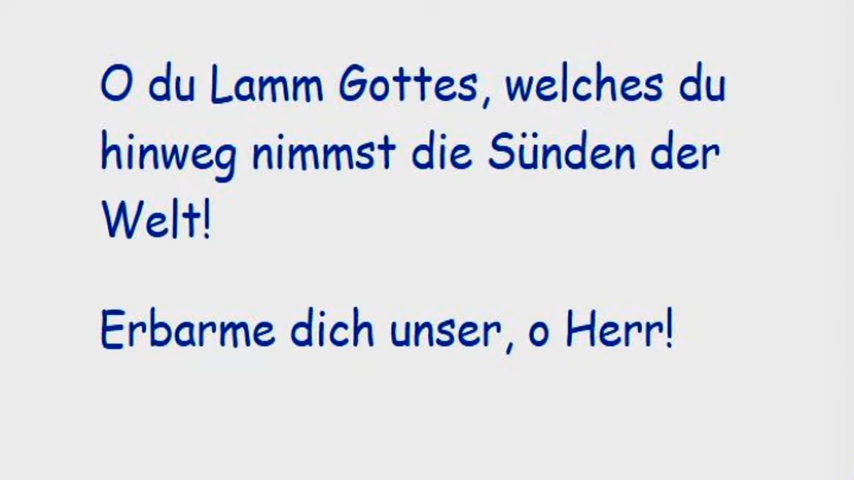 O du Lamm Gottes, welches du
hinweg nimmst die Sünden der
Welt!
Erbarme dich unser, o Herr!